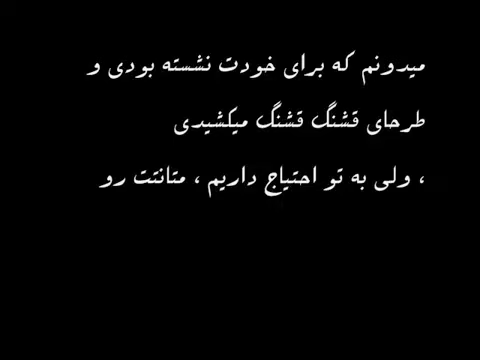 میدونم که برای خودت نشسته بودی و
طرحای قشنگ قشنگ میکشیدی
، ولی به تو احتیاج داریم ، متانتت رو